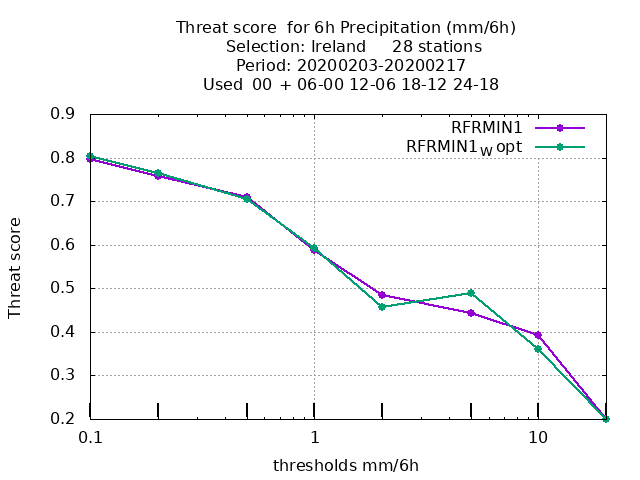 Threat score  for 6h Precipitation (mm/6h)
Selection: Ireland     28 stations
Period: 20200203-20200217
Used  00  + 06-00 12-06 18-12 24-18
RFRMIN1
RFRMIN1W opt
0.9
0.8
0.7
0.6
0.5
0.4
0.3
0.2
Threat score
0.1 1 10
thresholds mm/6h